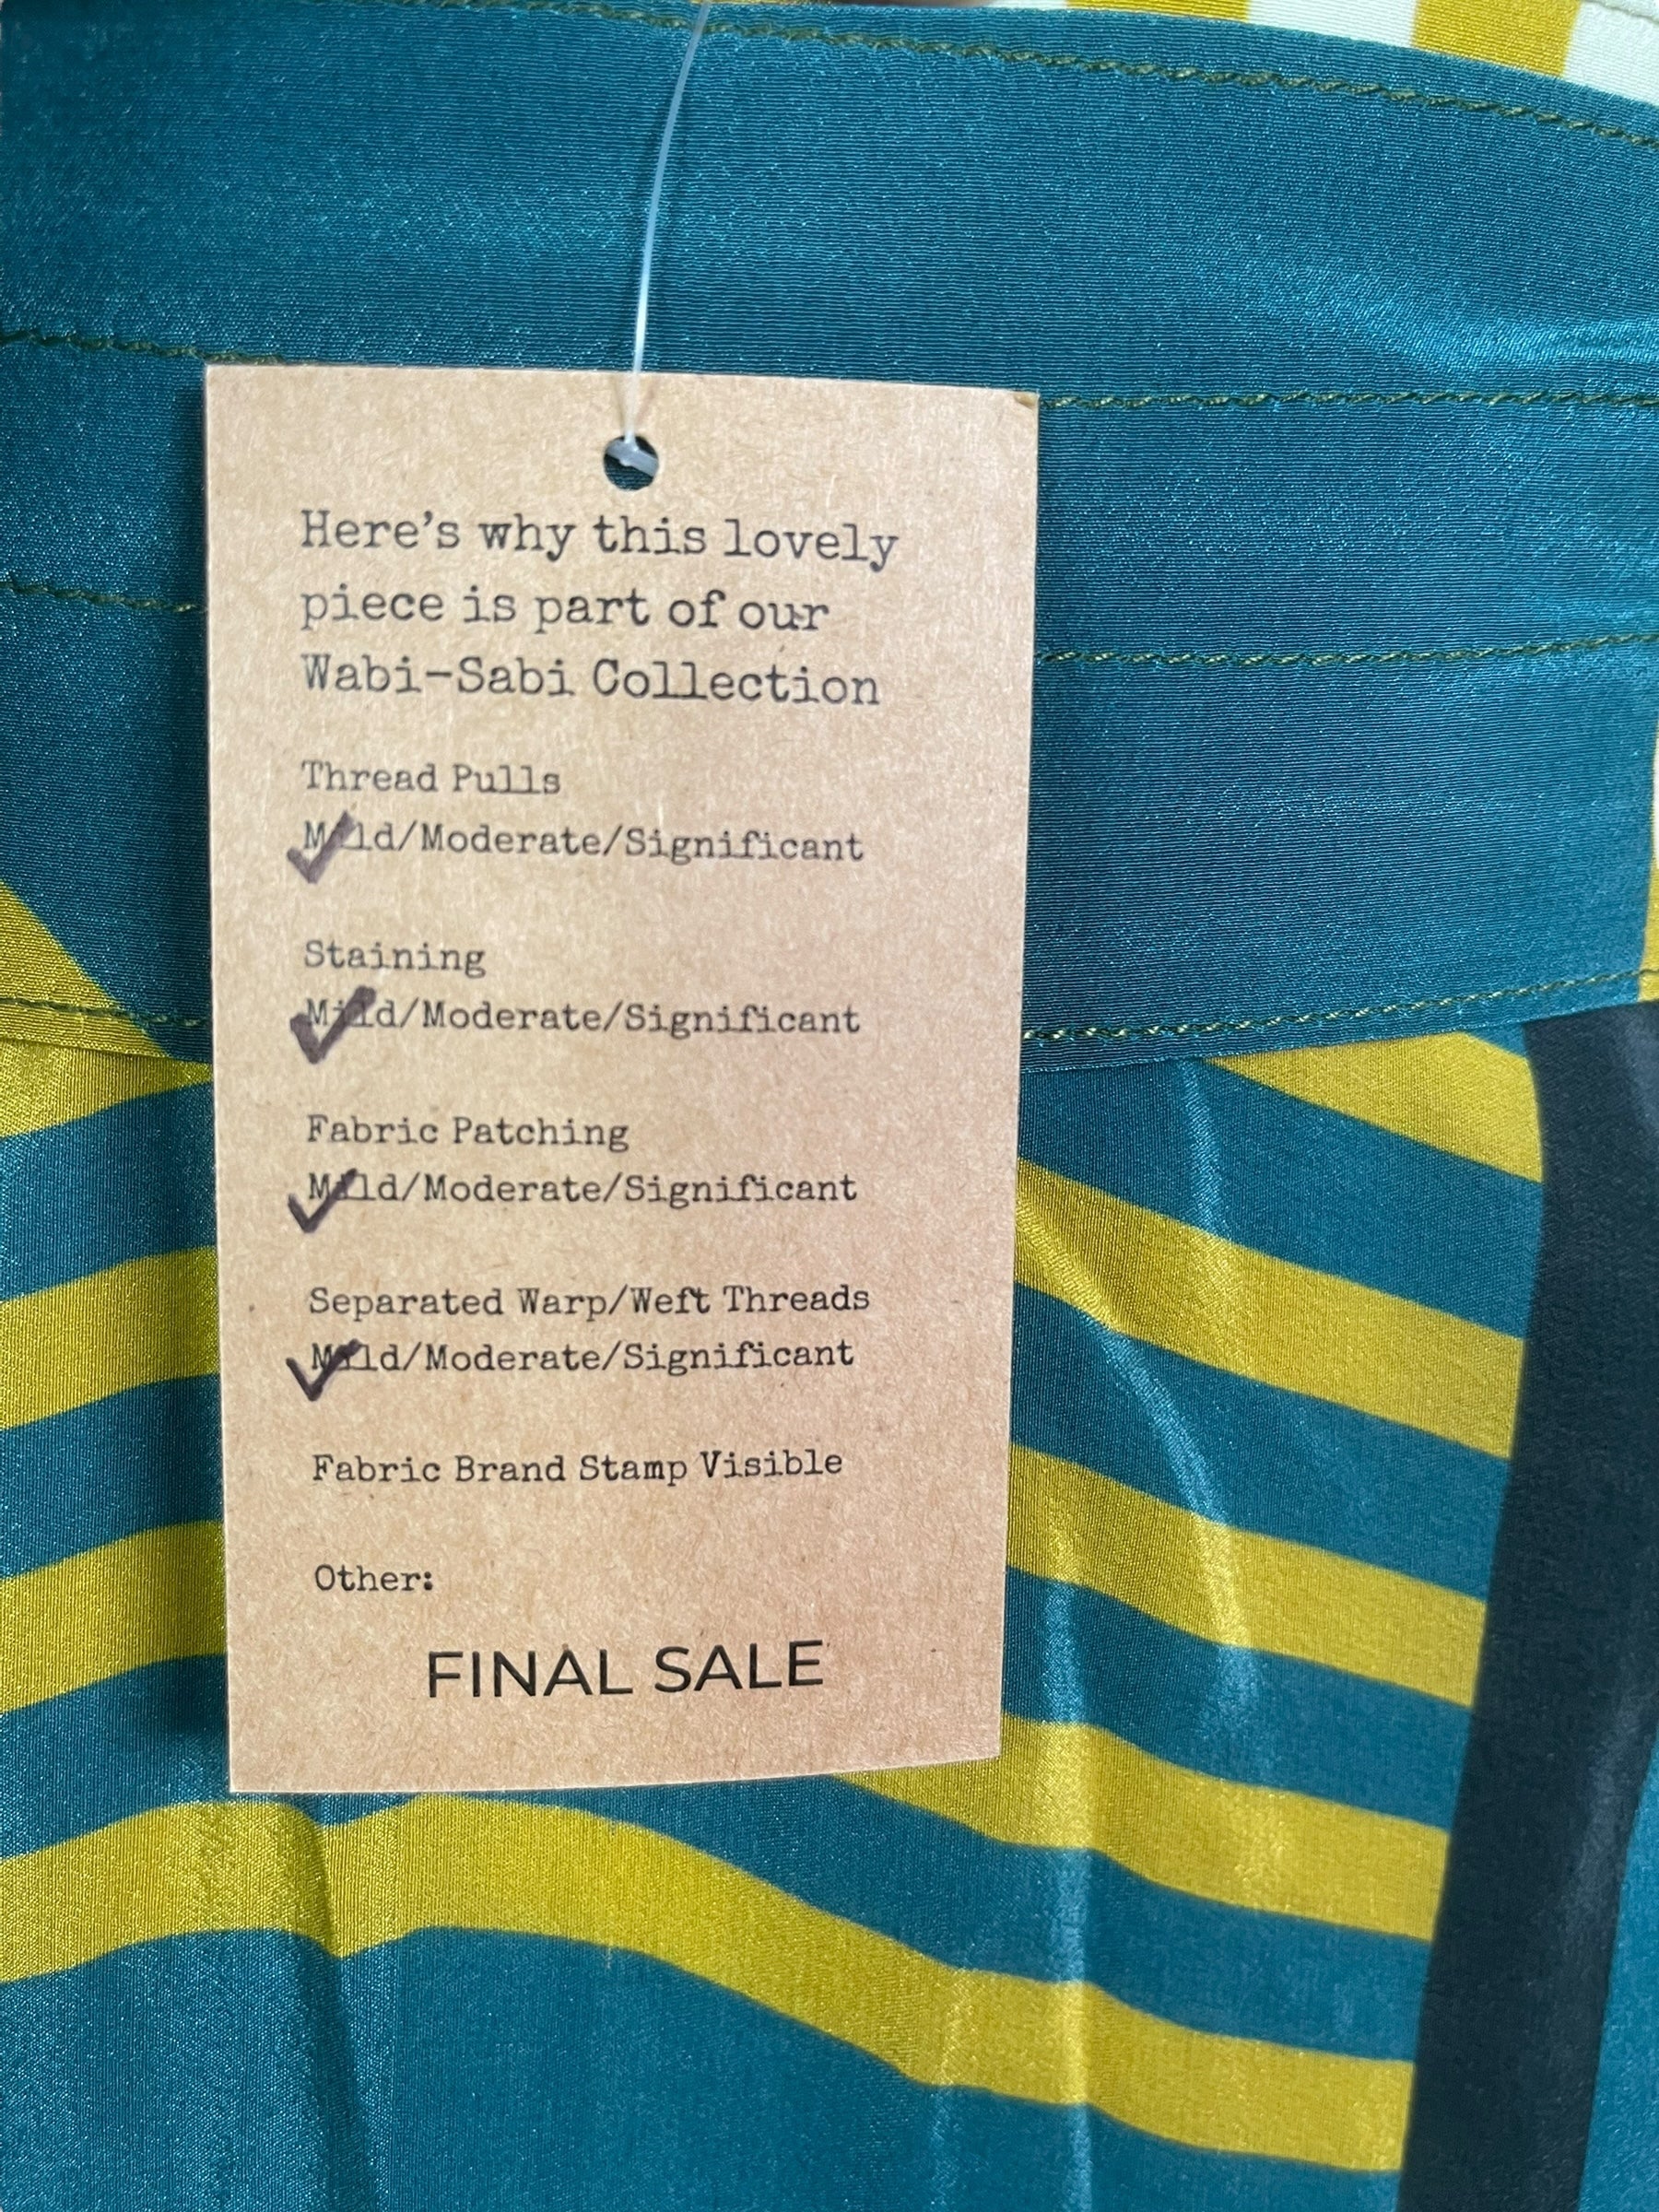 Here's why this lovely
piece is part of our
Wabi-Sabi Collection
Thread Pulls
Mild/Moderate/Significant
Staining
Mild/Moderate/Significant
Fabric Patching
Mild/Moderate/Significant
Separated Warp/Weft Threads
Mild/Moderate/Significant
Fabric Brand Stamp Visible
Other:
FINAL SALE